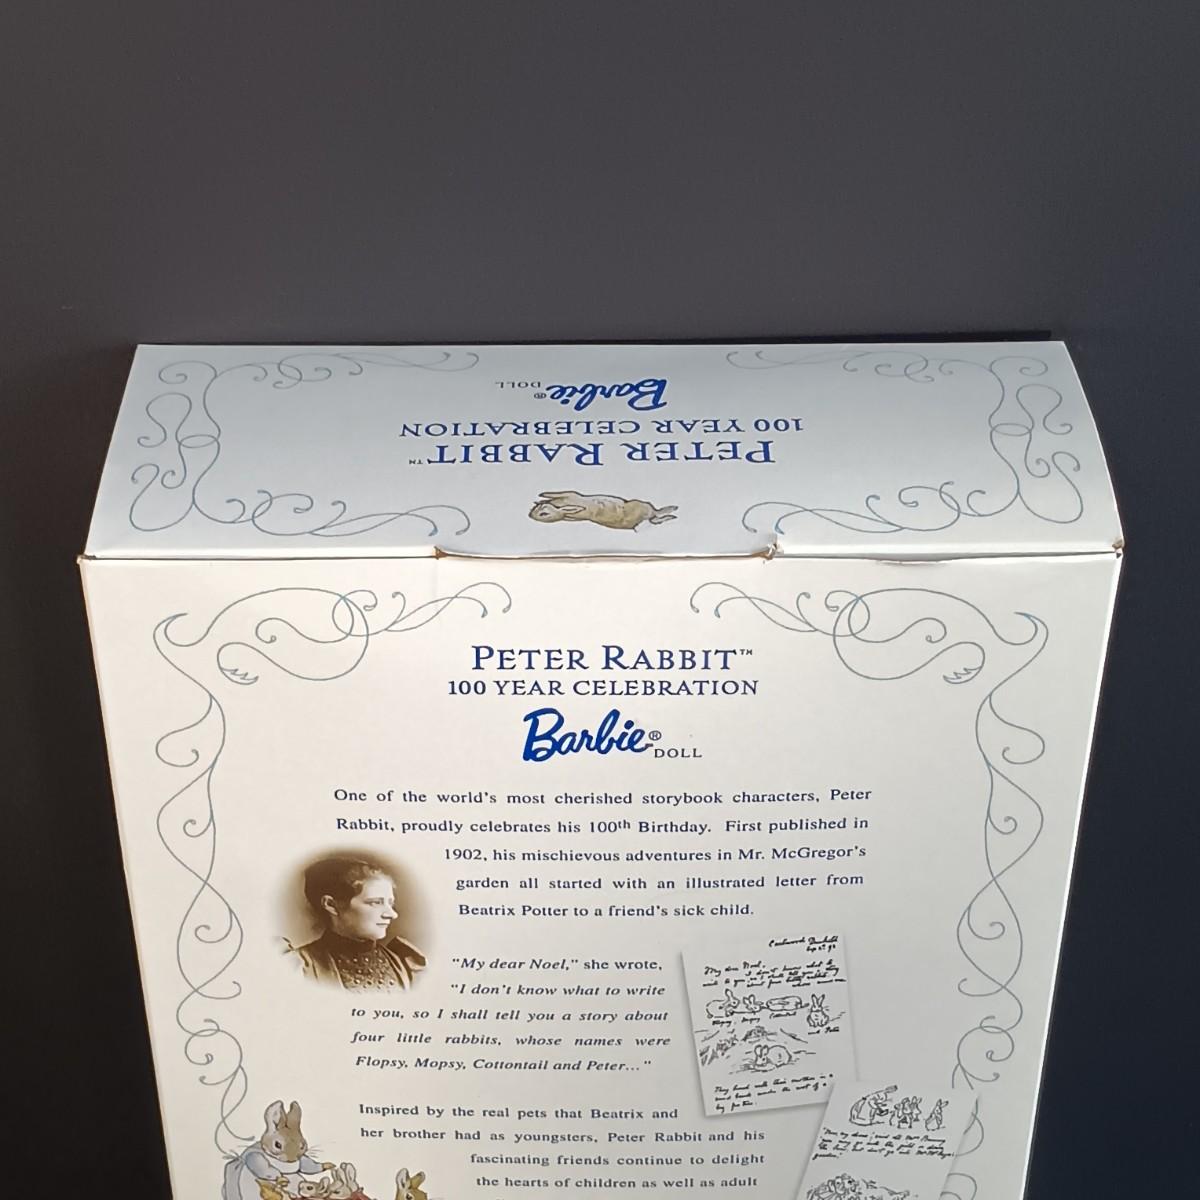 Barbie® DOLL
100 YEAR CELEBRATION
PETER RABBIT™
PETER RABBIT™
100 YEAR CELEBRATION
Barbie® DOLL
One of the world's most cherished storybook characters, Peter
Rabbit, proudly celebrates his 100th Birthday. First published in
1902, his mischievous adventures in Mr. McGregor's
garden all started with an illustrated letter from
Beatrix Potter to a friend's sick child.
"My dear Noel," she wrote,
"I don't know what to write
to you, so I shall tell you a story about
four little rabbits, whose names were
Flopsy, Mopsy, Cottontail and Peter..."
My dear Noel,
Inspired by the real pets that Beatrix and
her brother had as youngsters, Peter Rabbit and his
fascinating friends continue to delight
the hearts of children as well as adult